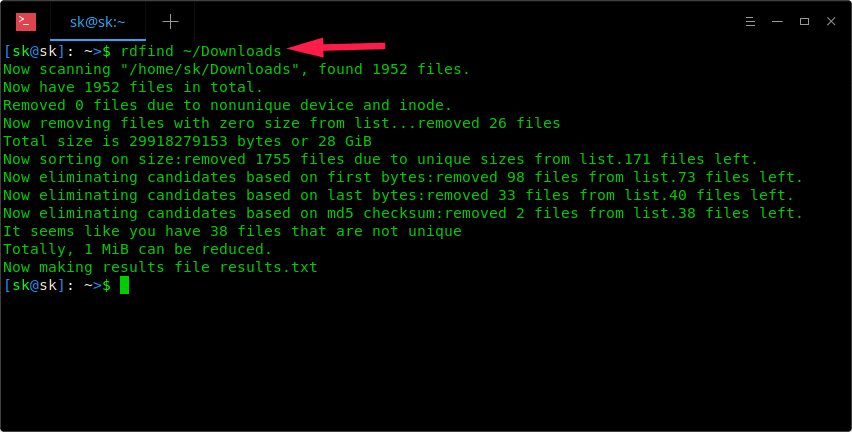 sk@sk:~
[sk@sk]: ~>$ rdfind ~/Downloads
Now scanning "/home/sk/Downloads", found 1952 files.
Now have 1952 files in total.
Removed 0 files due to nonunique device and inode.
Now removing files with zero size from list...removed 26 files
Total size is 29918279153 bytes or 28 GiB
Now sorting on size:removed 1755 files due to unique sizes from list.171 files left.
Now eliminating candidates based on first bytes:removed 98 files from list.73 files left.
Now eliminating candidates based on last bytes:removed 33 files from list.40 files left.
Now eliminating candidates based on md5 checksum:removed 2 files from list.38 files left.
It seems like you have 38 files that are not unique
Totally, 1 MiB can be reduced.
Now making results file results.txt
[sk@sk]: ~>$